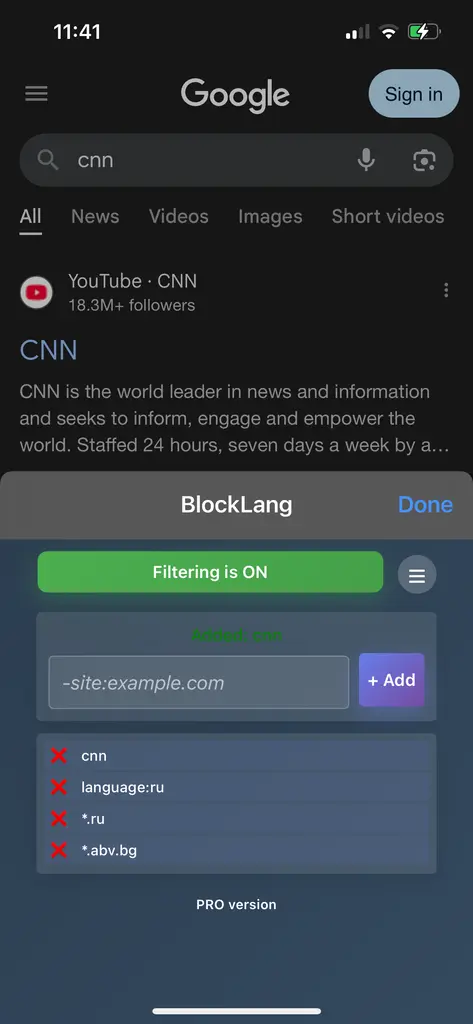 11:41
Google
Sign in
cnn
All News Videos Images Short videos
YouTube · CNN
18.3M+ followers
CNN
CNN is the world leader in news and information
and seeks to inform, engage and empower the
world. Staffed 24 hours, seven days a week by a...
BlockLang
Done
Filtering is ON
Added: cnn
-site:example.com
+ Add
cnn
language:ru
*.ru
*.abv.bg
PRO version